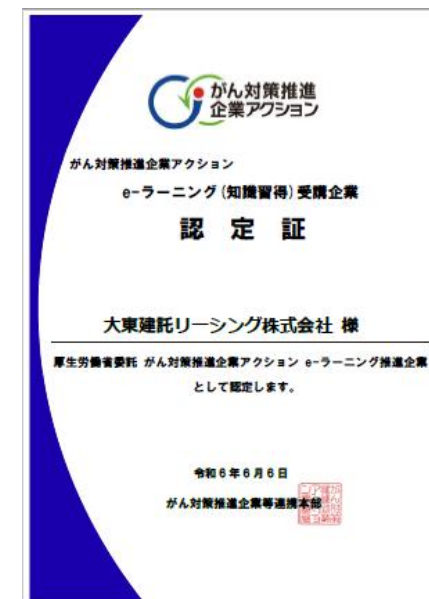 がん対策推進
企業アクション
がん対策推進企業アクション
e-ラーニング(知識習得)受講企業
認 定 証
大東建託リーシング株式会社 様
厚生労働省委託 がん対策推進企業アクション e-ラーニング推進企業
として認定します。
令和6年6月6日
がん対策推進企業等連携本部